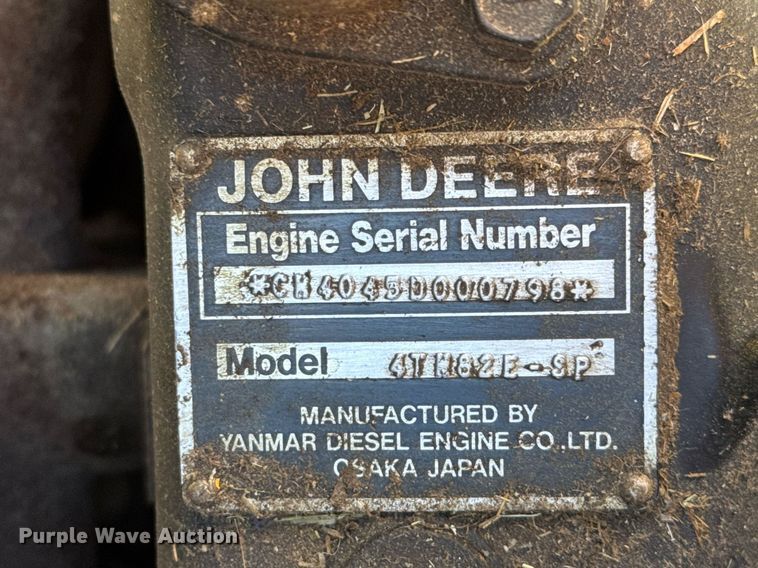 JOHN DEERE
Engine Serial Number
*CH4045D000798*
Model 4TN82E-SP
MANUFACTURED BY
YANMAR DIESEL ENGINE CO.,LTD.
OSAKA JAPAN
Purple Wave Auction